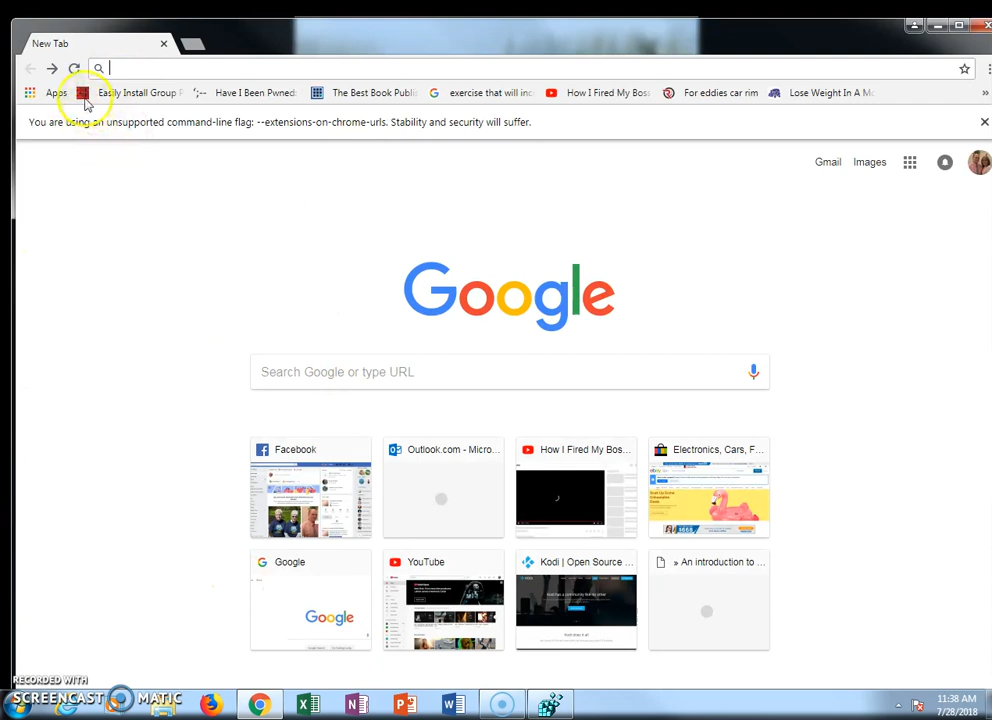 New Tab
Apps
Easily Install Group P
Have I Been Pwned:
The Best Book Publis
exercise that will inc
How I Fired My Bos
For eddies car rim
Lose Weight In A Mo
»
You are using an unsupported command-line flag: --extensions-on-chrome-urls. Stability and security will suffer.
Gmail
Images
Google
Search Google or type URL
Facebook
Outlook.com - Micro...
How I Fired My Bos...
Electronics, Cars, F...
Google
YouTube
Kodi | Open Source ...
» An introduction to ...
Google
RECORDED WITH
SCREENCAST MATIC
11:38 AM
7/28/2018